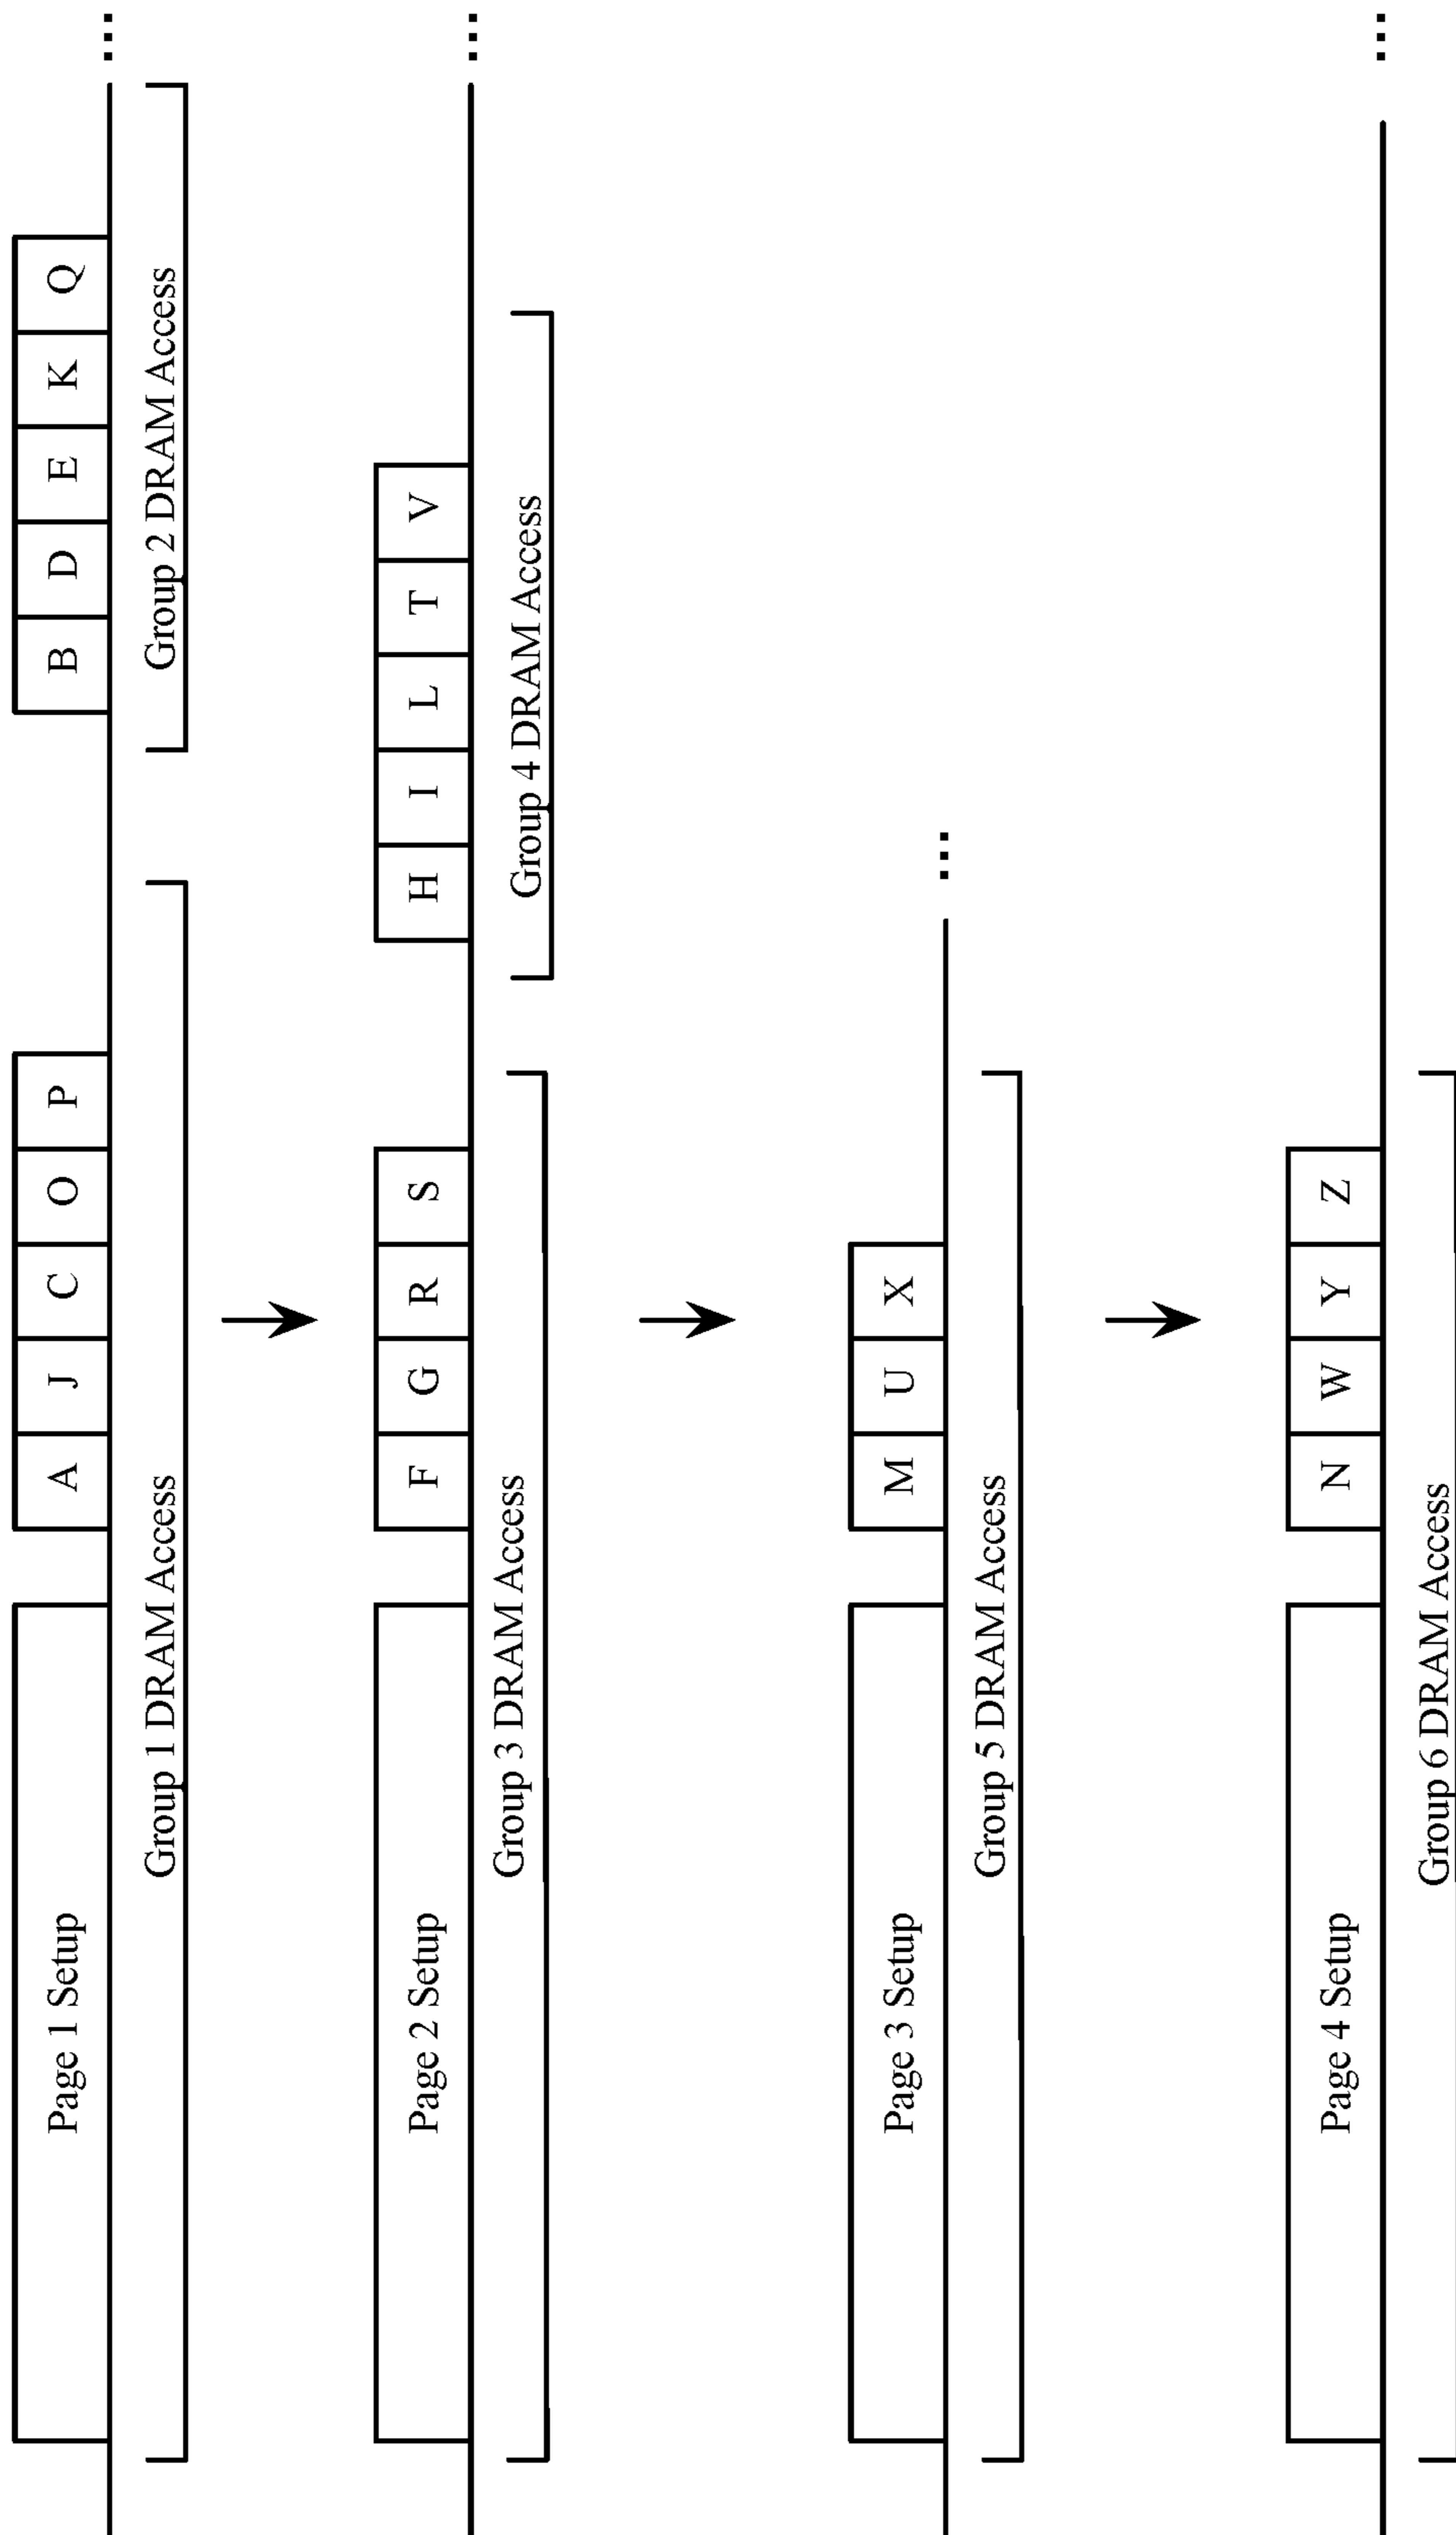 Page 1 Setup
A J C O P
B D E K Q
...
Group 1 DRAM Access
Group 2 DRAM Access
Page 2 Setup
F G R S
H I L T V
...
Group 3 DRAM Access
Group 4 DRAM Access
Page 3 Setup
M U X
...
Group 5 DRAM Access
Page 4 Setup
N W Y Z
...
Group 6 DRAM Access